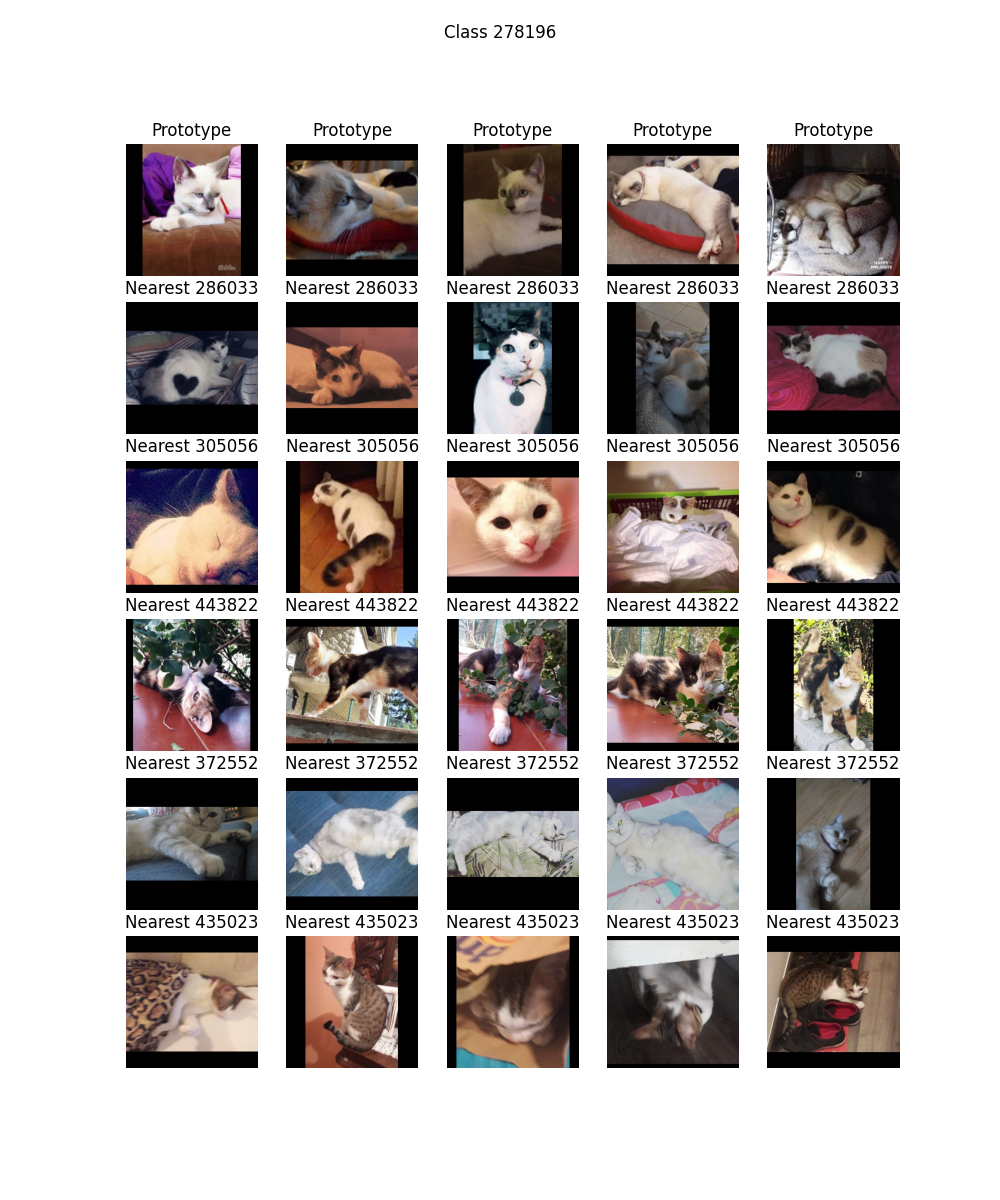 Class 278196
Prototype Prototype Prototype Prototype Prototype
Nearest 286033 Nearest 286033 Nearest 286033 Nearest 286033 Nearest 286033
Nearest 305056 Nearest 305056 Nearest 305056 Nearest 305056 Nearest 305056
Nearest 443822 Nearest 443822 Nearest 443822 Nearest 443822 Nearest 443822
Nearest 372552 Nearest 372552 Nearest 372552 Nearest 372552 Nearest 372552
Nearest 435023 Nearest 435023 Nearest 435023 Nearest 435023 Nearest 435023